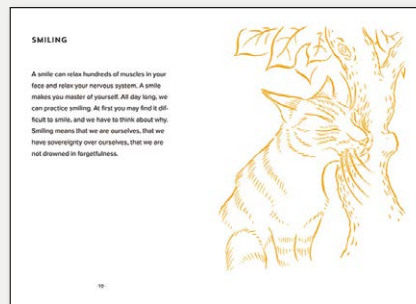 SMILING
A smile can relax hundreds of muscles in your
face and relax your nervous system. A smile
makes you master of yourself. All day long, we
can practice smiling. At first you may find it dif-
ficult to smile, and we have to think about why.
Smiling means that we are ourselves, that we
have sovereignty over ourselves, that we are
not drowned in forgetfulness.